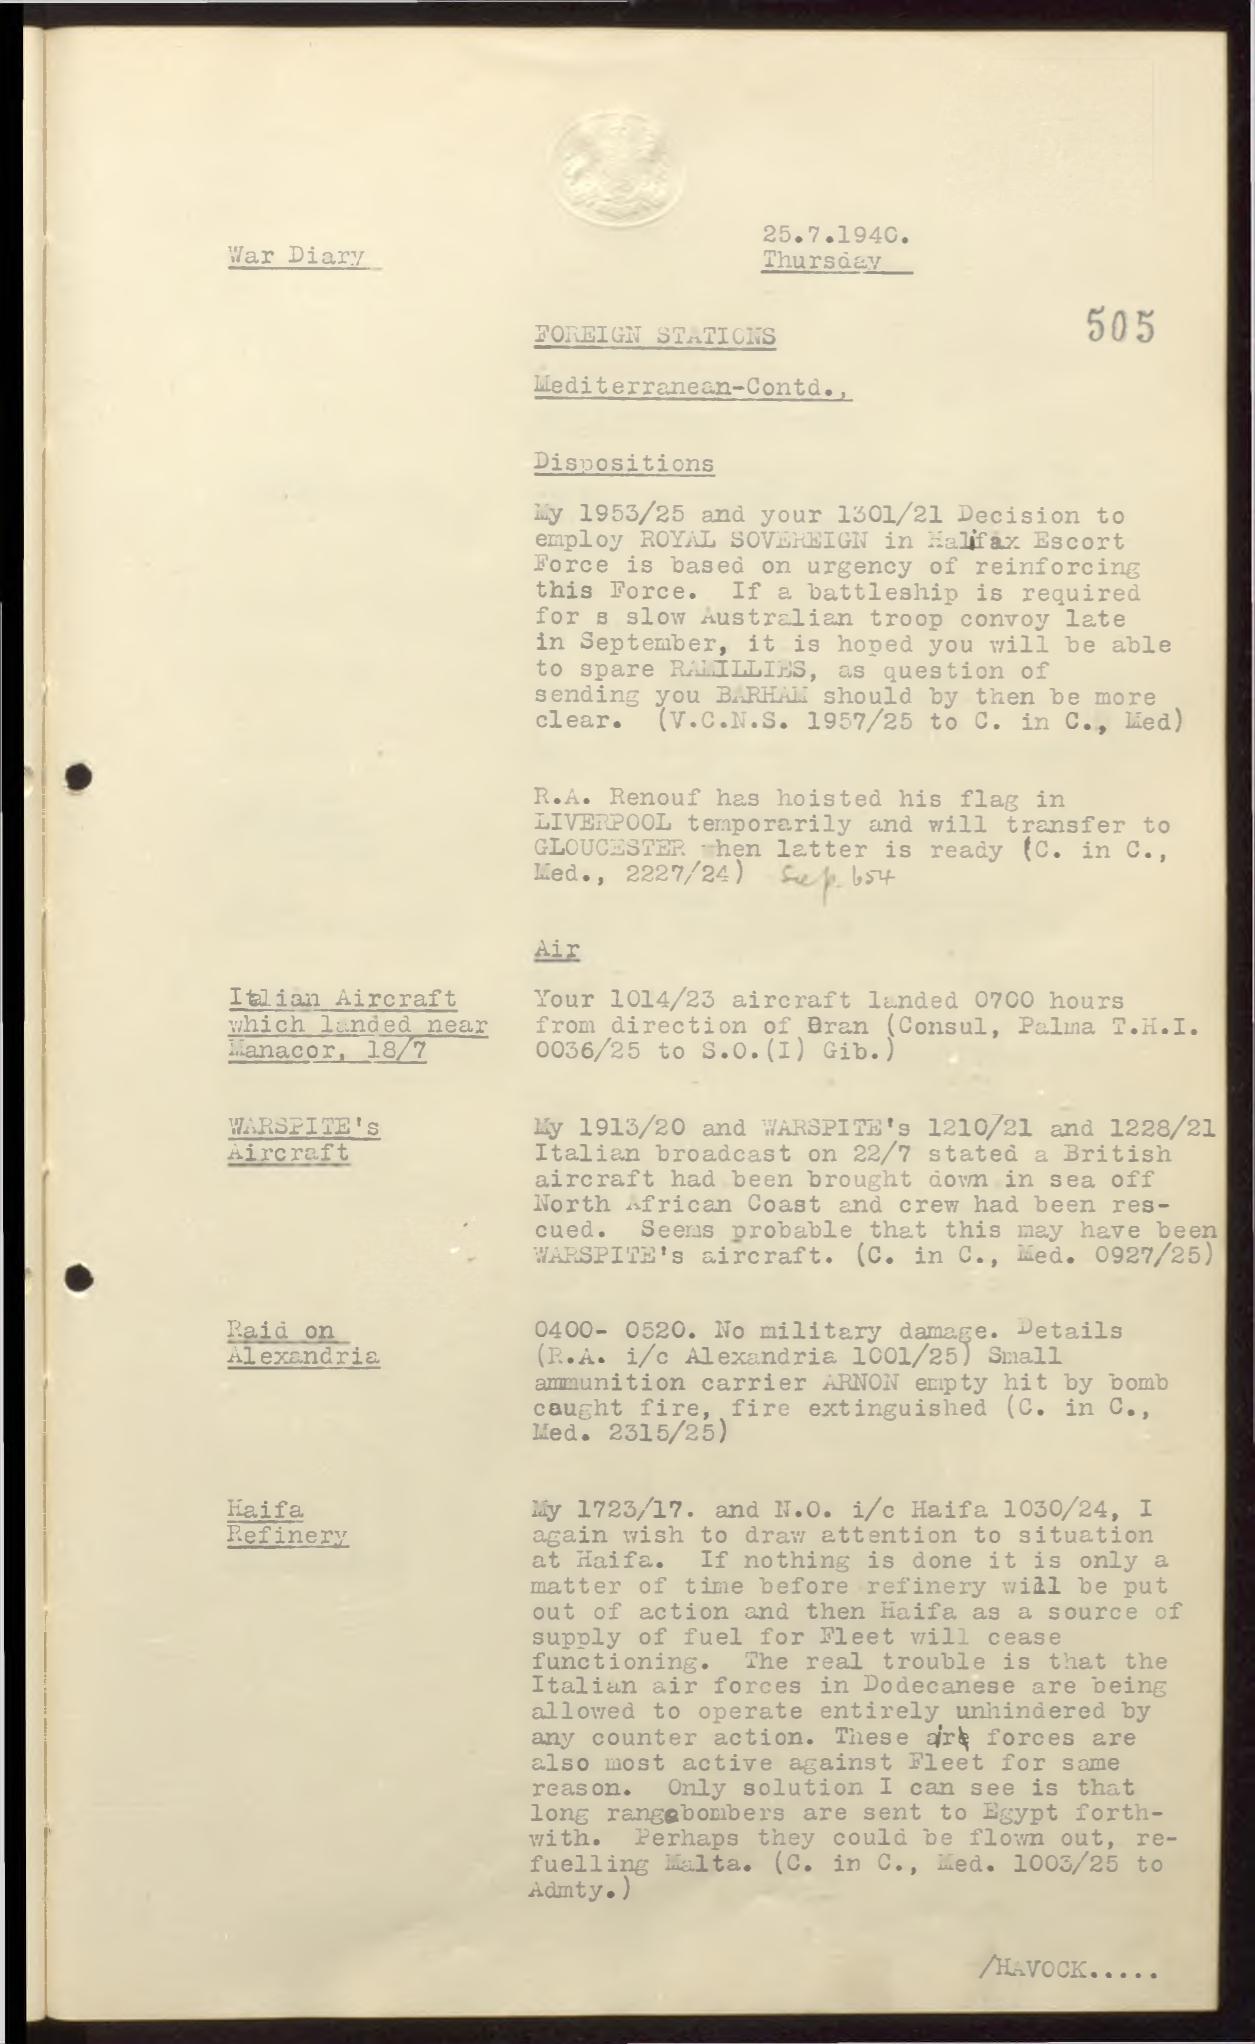 War Diary
25.7.1940.
Thursday
505
FOREIGN STATIONS
Mediterranean-Contd.,
Dispositions
My 1953/25 and your 1301/21 Decision to
employ ROYAL SOVEREIGN in Halifax Escort
Force is based on urgency of reinforcing
this Force. If a battleship is required
for s slow Australian troop convoy late
in September, it is hoped you will be able
to spare RAMILLIES, as question of
sending you BARHAM should by then be more
clear. (V.C.N.S. 1957/25 to C. in C., Med)
R.A. Renouf has hoisted his flag in
LIVERPOOL temporarily and will transfer to
GLOUCESTER when latter is ready (C. in C.,
Med., 2227/24) See p. 654
Air
Italian Aircraft
which landed near
Manacor, 18/7
Your 1014/23 aircraft landed 0700 hours
from direction of Oran (Consul, Palma T.H.I.
0036/25 to S.O.(I) Gib.)
WARSPITE's
Aircraft
My 1913/20 and WARSPITE's 1210/21 and 1228/21
Italian broadcast on 22/7 stated a British
aircraft had been brought down in sea off
North African Coast and crew had been res-
cued. Seems probable that this may have been
WARSPITE's aircraft. (C. in C., Med. 0927/25)
Raid on
Alexandria
0400- 0520. No military damage. Details
(R.A. i/c Alexandria 1001/25) Small
ammunition carrier ARNON empty hit by bomb
caught fire, fire extinguished (C. in C.,
Med. 2315/25)
Haifa
Refinery
My 1723/17. and N.O. i/c Haifa 1030/24, I
again wish to draw attention to situation
at Haifa. If nothing is done it is only a
matter of time before refinery will be put
out of action and then Haifa as a source of
supply of fuel for Fleet will cease
functioning. The real trouble is that the
Italian air forces in Dodecanese are being
allowed to operate entirely unhindered by
any counter action. These air forces are
also most active against Fleet for same
reason. Only solution I can see is that
long rangebombers are sent to Egypt forth-
with. Perhaps they could be flown out, re-
fuelling Malta. (C. in C., Med. 1003/25 to
Admty.)
/HAVOCK.....